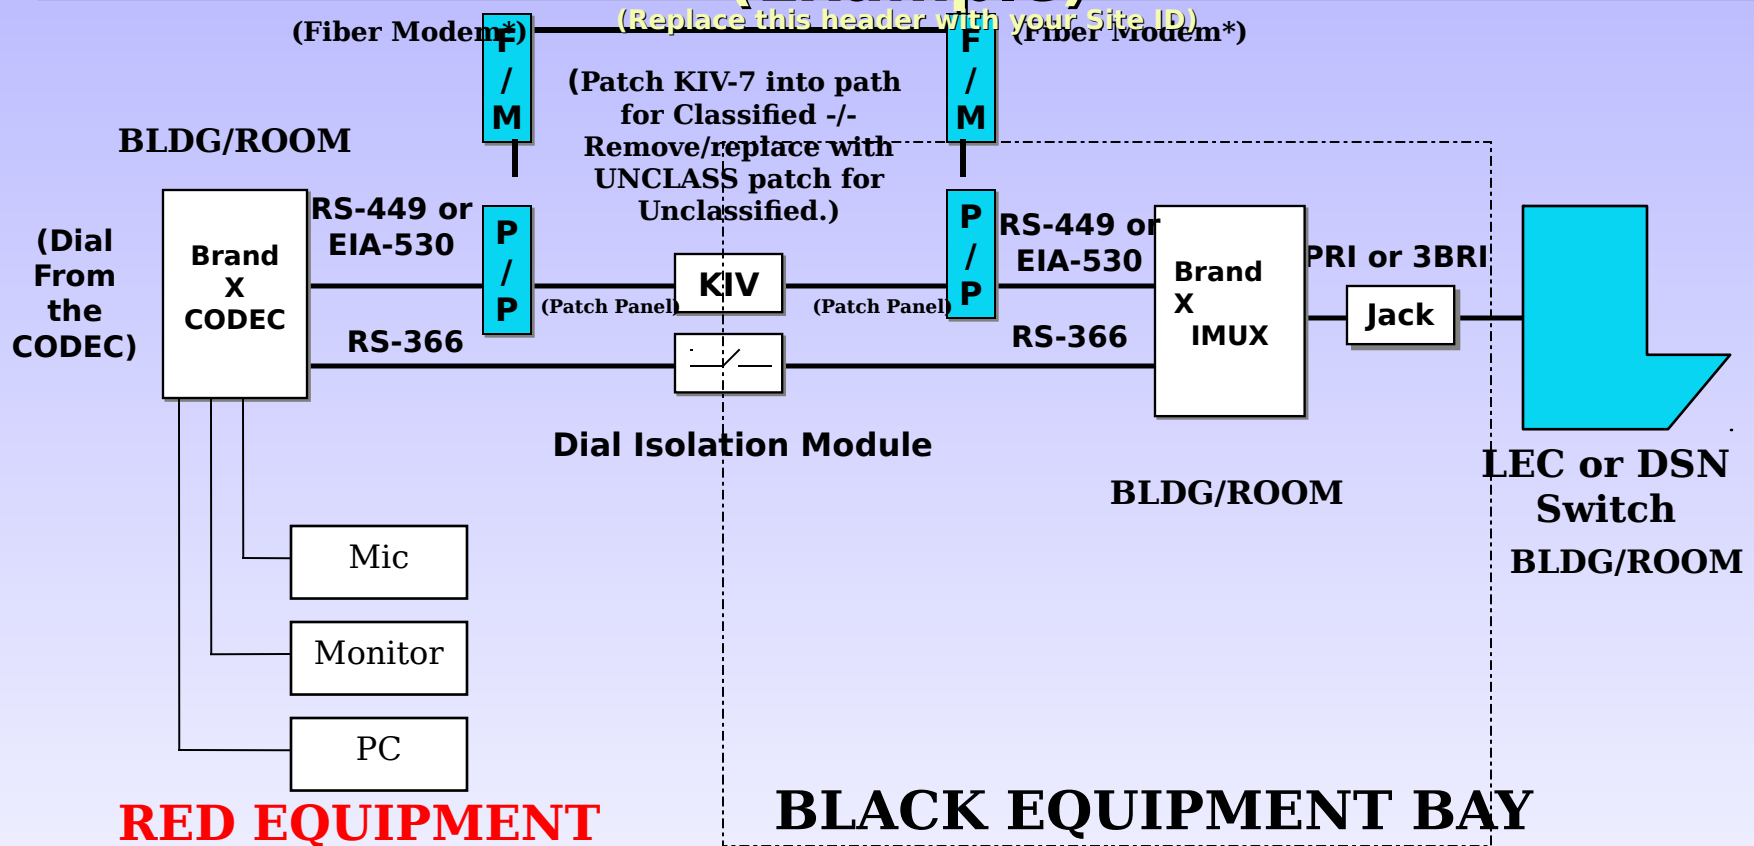 (Example)
(Replace this header with your Site ID)
(Fiber Modem*)
F
/
M
F
/
M
(Fiber Modem*)
(Patch KIV-7 into path
for Classified -/-
Remove/replace with
UNCLASS patch for
Unclassified.)
BLDG/ROOM
(Dial
From
the
CODEC)
Brand
X
CODEC
RS-449 or
EIA-530
P
/
P
(Patch Panel)
KIV
(Patch Panel)
P
/
P
RS-449 or
EIA-530
Brand
X
IMUX
PRI or 3BRI
Jack
RS-366
RS-366
Dial Isolation Module
BLDG/ROOM
LEC or DSN
Switch
BLDG/ROOM
Mic
Monitor
PC
RED EQUIPMENT
BLACK EQUIPMENT BAY